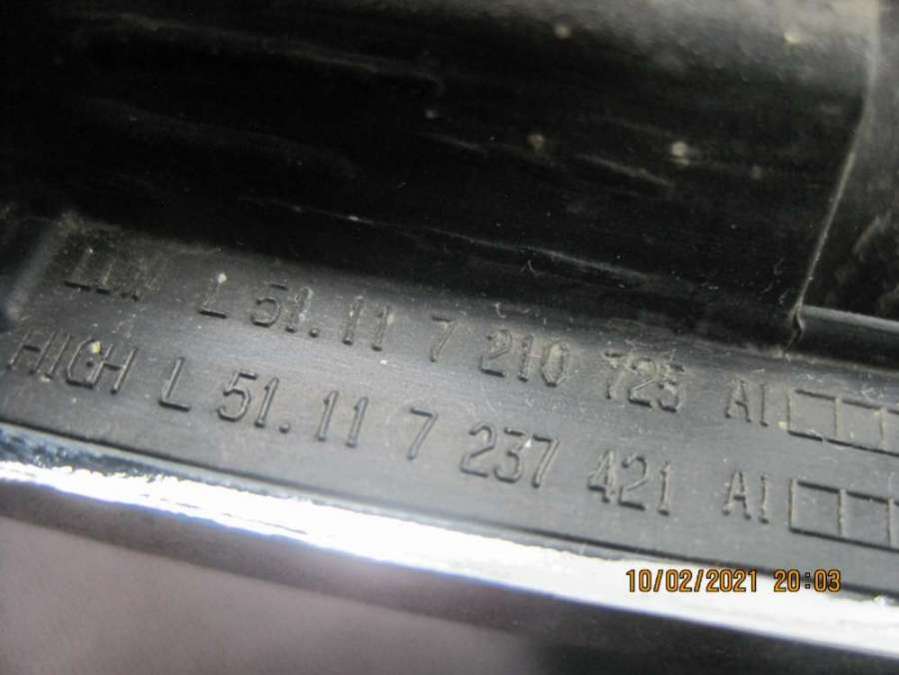 LOW L 51.11 7 210 725 AI
HIGH L 51.11 7 237 421 AI
10/02/2021 20:03